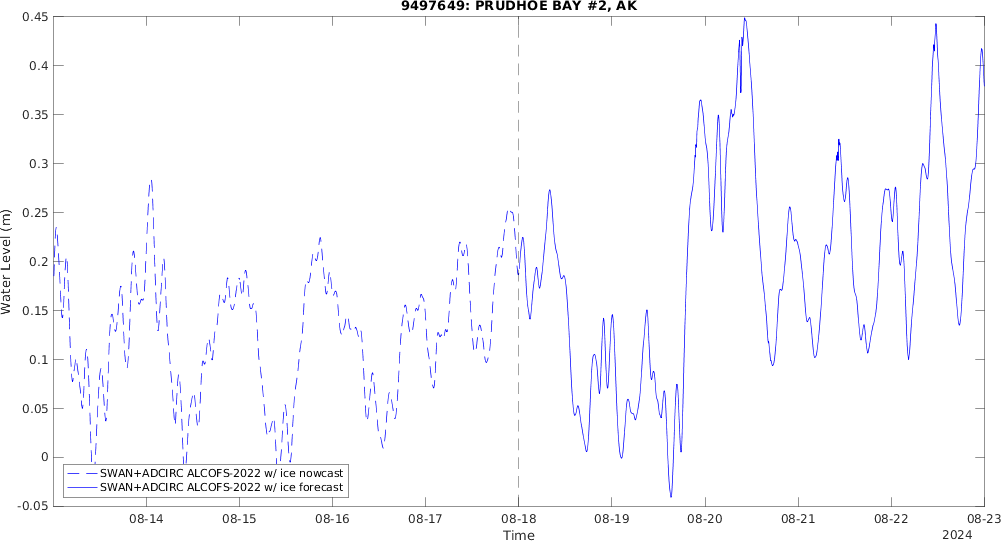 9497649: PRUDHOE BAY #2, AK
0.45
0.4
0.35
0.3
0.25
0.2
0.15
0.1
0.05
0
-0.05
Water Level (m)
SWAN+ADCIRC ALCOFS-2022 w/ ice nowcast
SWAN+ADCIRC ALCOFS-2022 w/ ice forecast
08-14 08-15 08-16 08-17 08-18 08-19 08-20 08-21 08-22 08-23
Time
2024